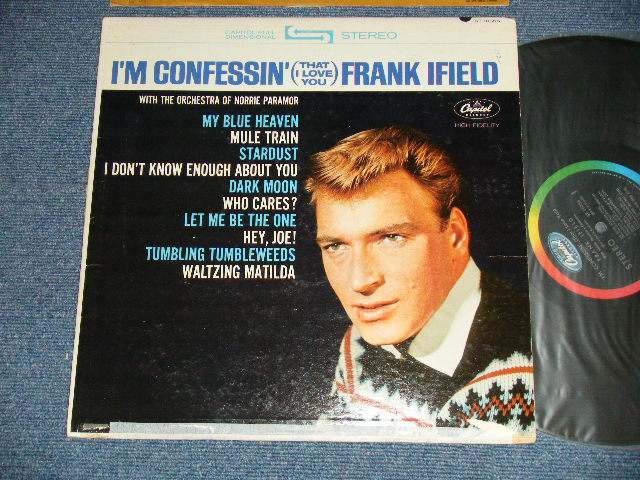 CAPITOL FULL DIMENSIONAL STEREO
I'M CONFESSIN' (THAT I LOVE YOU) FRANK IFIELD
WITH THE ORCHESTRA OF NORRIE PARAMOR
Capitol
HIGH FIDELITY
MY BLUE HEAVEN
MULE TRAIN
STARDUST
I DON'T KNOW ENOUGH ABOUT YOU
DARK MOON
WHO CARES?
LET ME BE THE ONE
HEY, JOE!
TUMBLING TUMBLEWEEDS
WALTZING MATILDA
Capitol
STEREO